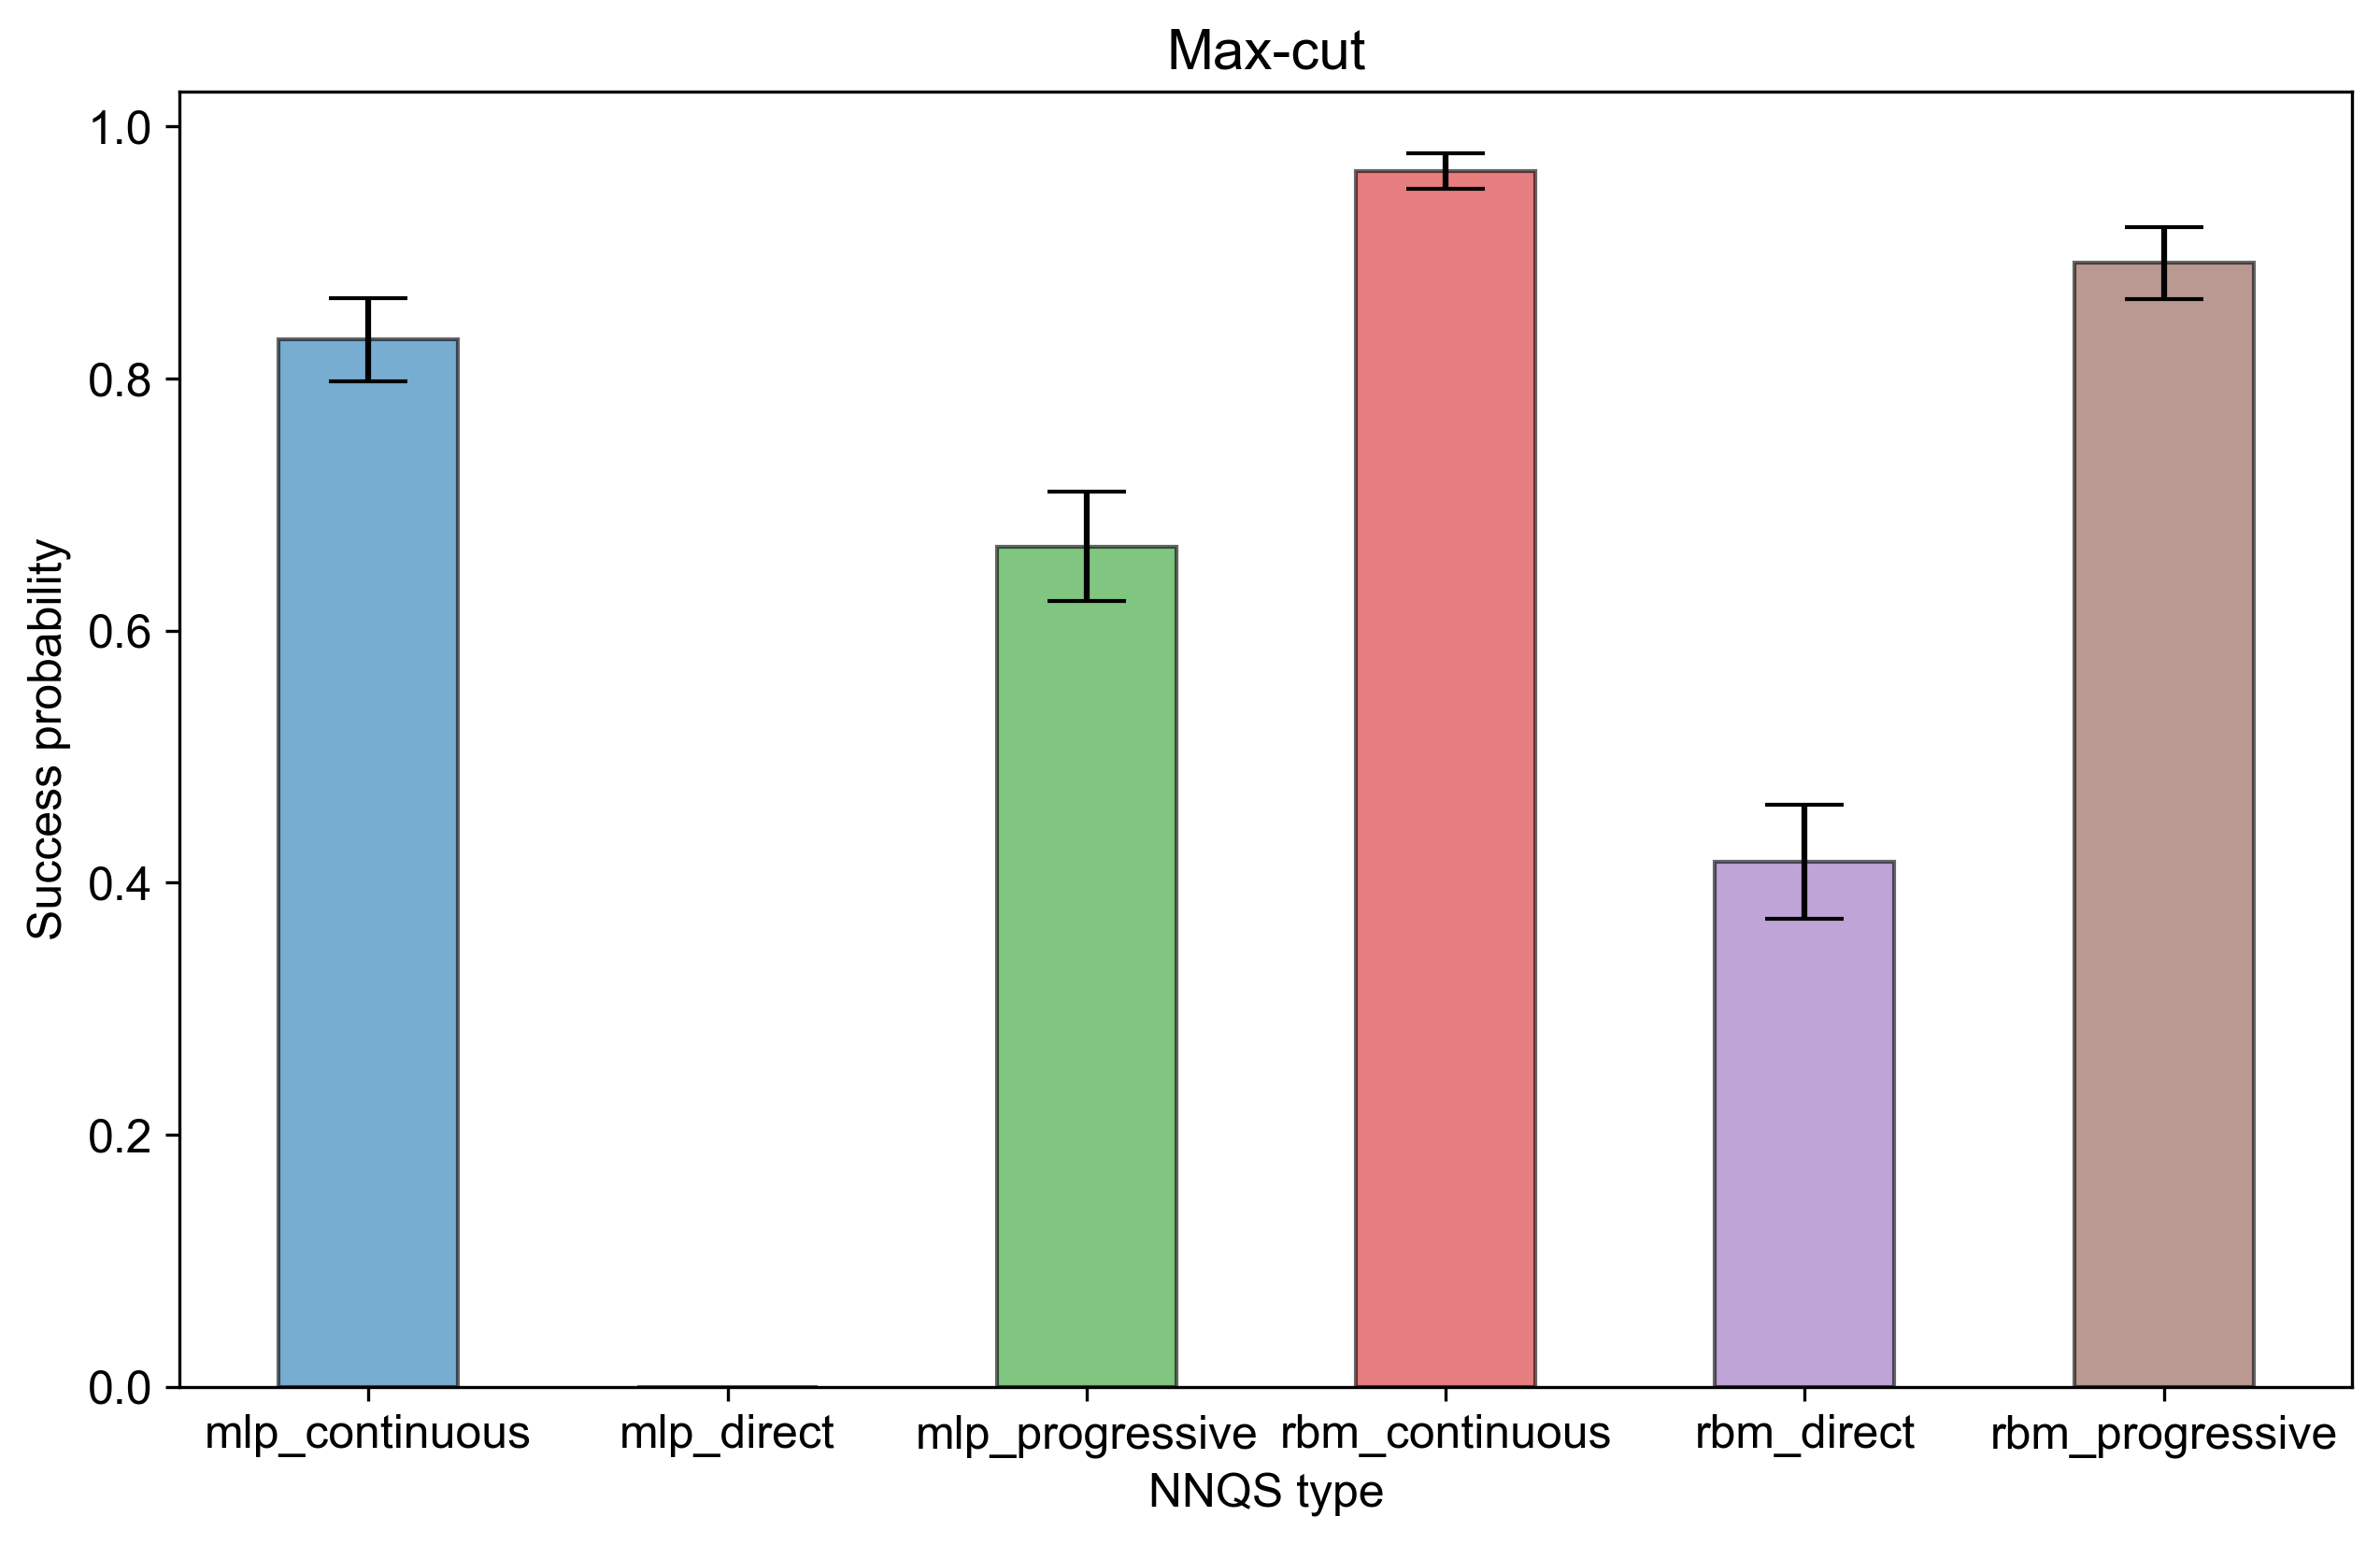 Max-cut
1.0
0.8
0.6
0.4
0.2
0.0
Success probability
mlp_continuous mlp_direct mlp_progressive rbm_continuous rbm_direct rbm_progressive
NNQS type